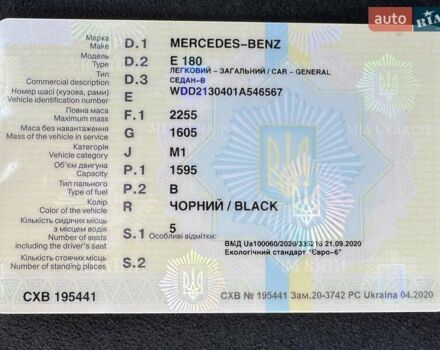 auto RIA
Марка
Make D.1 MERCEDES-BENZ
Модель
Type D.2 E 180
Тип
Commercial description D.3 ЛЕГКОВИЙ - ЗАГАЛЬНИЙ / CAR - GENERAL
СЕДАН-B
Номер шасі (кузова, рами)
Vehicle identification number E WDD2130401A546567
Повна маса
Maximum mass F.1 2255
Маса без навантаження
Mass of the vehicle in service G 1605
Категорія
Vehicle category J M1
Об'єм двигуна
Capacity P.1 1595
Тип пального
Type of fuel P.2 B
Колір
Color of the vehicle R ЧОРНИЙ / BLACK
Кількість сидячих місць
з місцем водія
Number of seats
including the driver's seat S.1 5
Особливі відмітки:
ВМД Ua100060/2020/335218 21.09.2020
Екологічний стандарт "Євро-6"
Кількість стоячих місць
Number of standing places S.2
СХВ 195441
СХВ № 195441 Зам.20-3742 PC Ukraina 04.2020